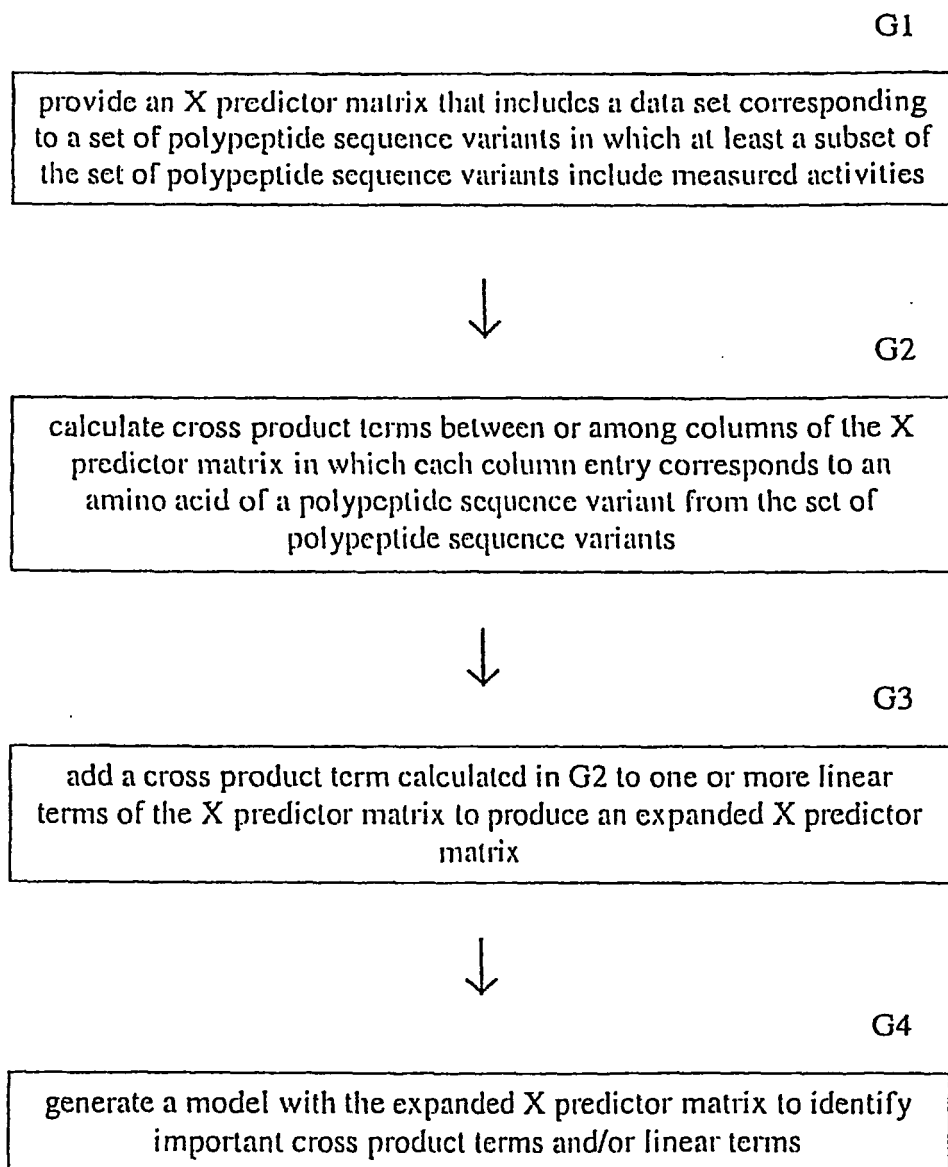 G1
provide an X predictor matrix that includes a data set corresponding
to a set of polypeptide sequence variants in which at least a subset of
the set of polypeptide sequence variants include measured activities
G2
calculate cross product terms between or among columns of the X
predictor matrix in which each column entry corresponds to an
amino acid of a polypeptide sequence variant from the set of
polypeptide sequence variants
G3
add a cross product term calculated in G2 to one or more linear
terms of the X predictor matrix to produce an expanded X predictor
matrix
G4
generate a model with the expanded X predictor matrix to identify
important cross product terms and/or linear terms